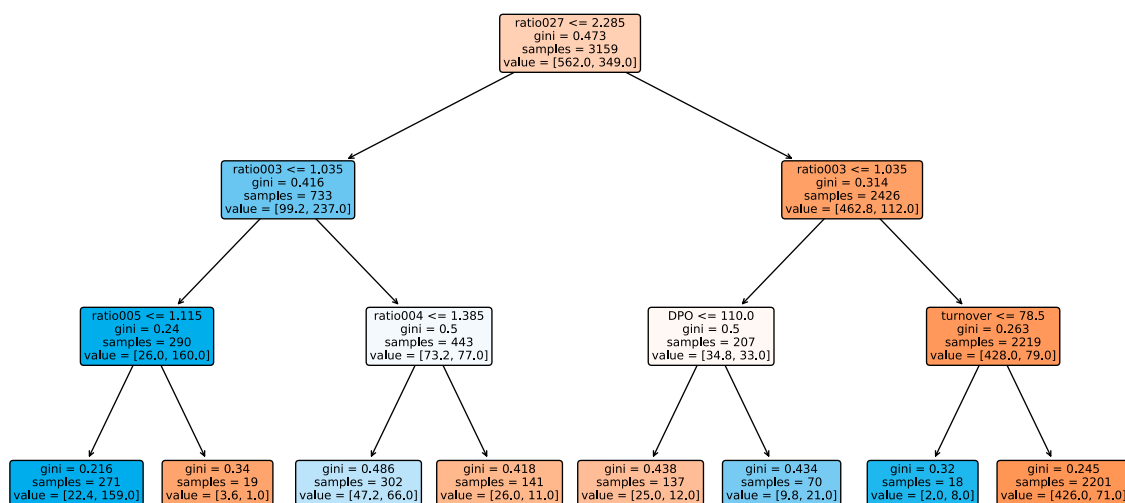 ratio027 <= 2.285
gini = 0.473
samples = 3159
value = [562.0, 349.0]
ratio003 <= 1.035
gini = 0.416
samples = 733
value = [99.2, 237.0]
ratio003 <= 1.035
gini = 0.314
samples = 2426
value = [462.8, 112.0]
ratio005 <= 1.115
gini = 0.24
samples = 290
value = [26.0, 160.0]
ratio004 <= 1.385
gini = 0.5
samples = 443
value = [73.2, 77.0]
DPO <= 110.0
gini = 0.5
samples = 207
value = [34.8, 33.0]
turnover <= 78.5
gini = 0.263
samples = 2219
value = [428.0, 79.0]
gini = 0.216
samples = 271
value = [22.4, 159.0]
gini = 0.34
samples = 19
value = [3.6, 1.0]
gini = 0.486
samples = 302
value = [47.2, 66.0]
gini = 0.418
samples = 141
value = [26.0, 11.0]
gini = 0.438
samples = 137
value = [25.0, 12.0]
gini = 0.434
samples = 70
value = [9.8, 21.0]
gini = 0.32
samples = 18
value = [2.0, 8.0]
gini = 0.245
samples = 2201
value = [426.0, 71.0]